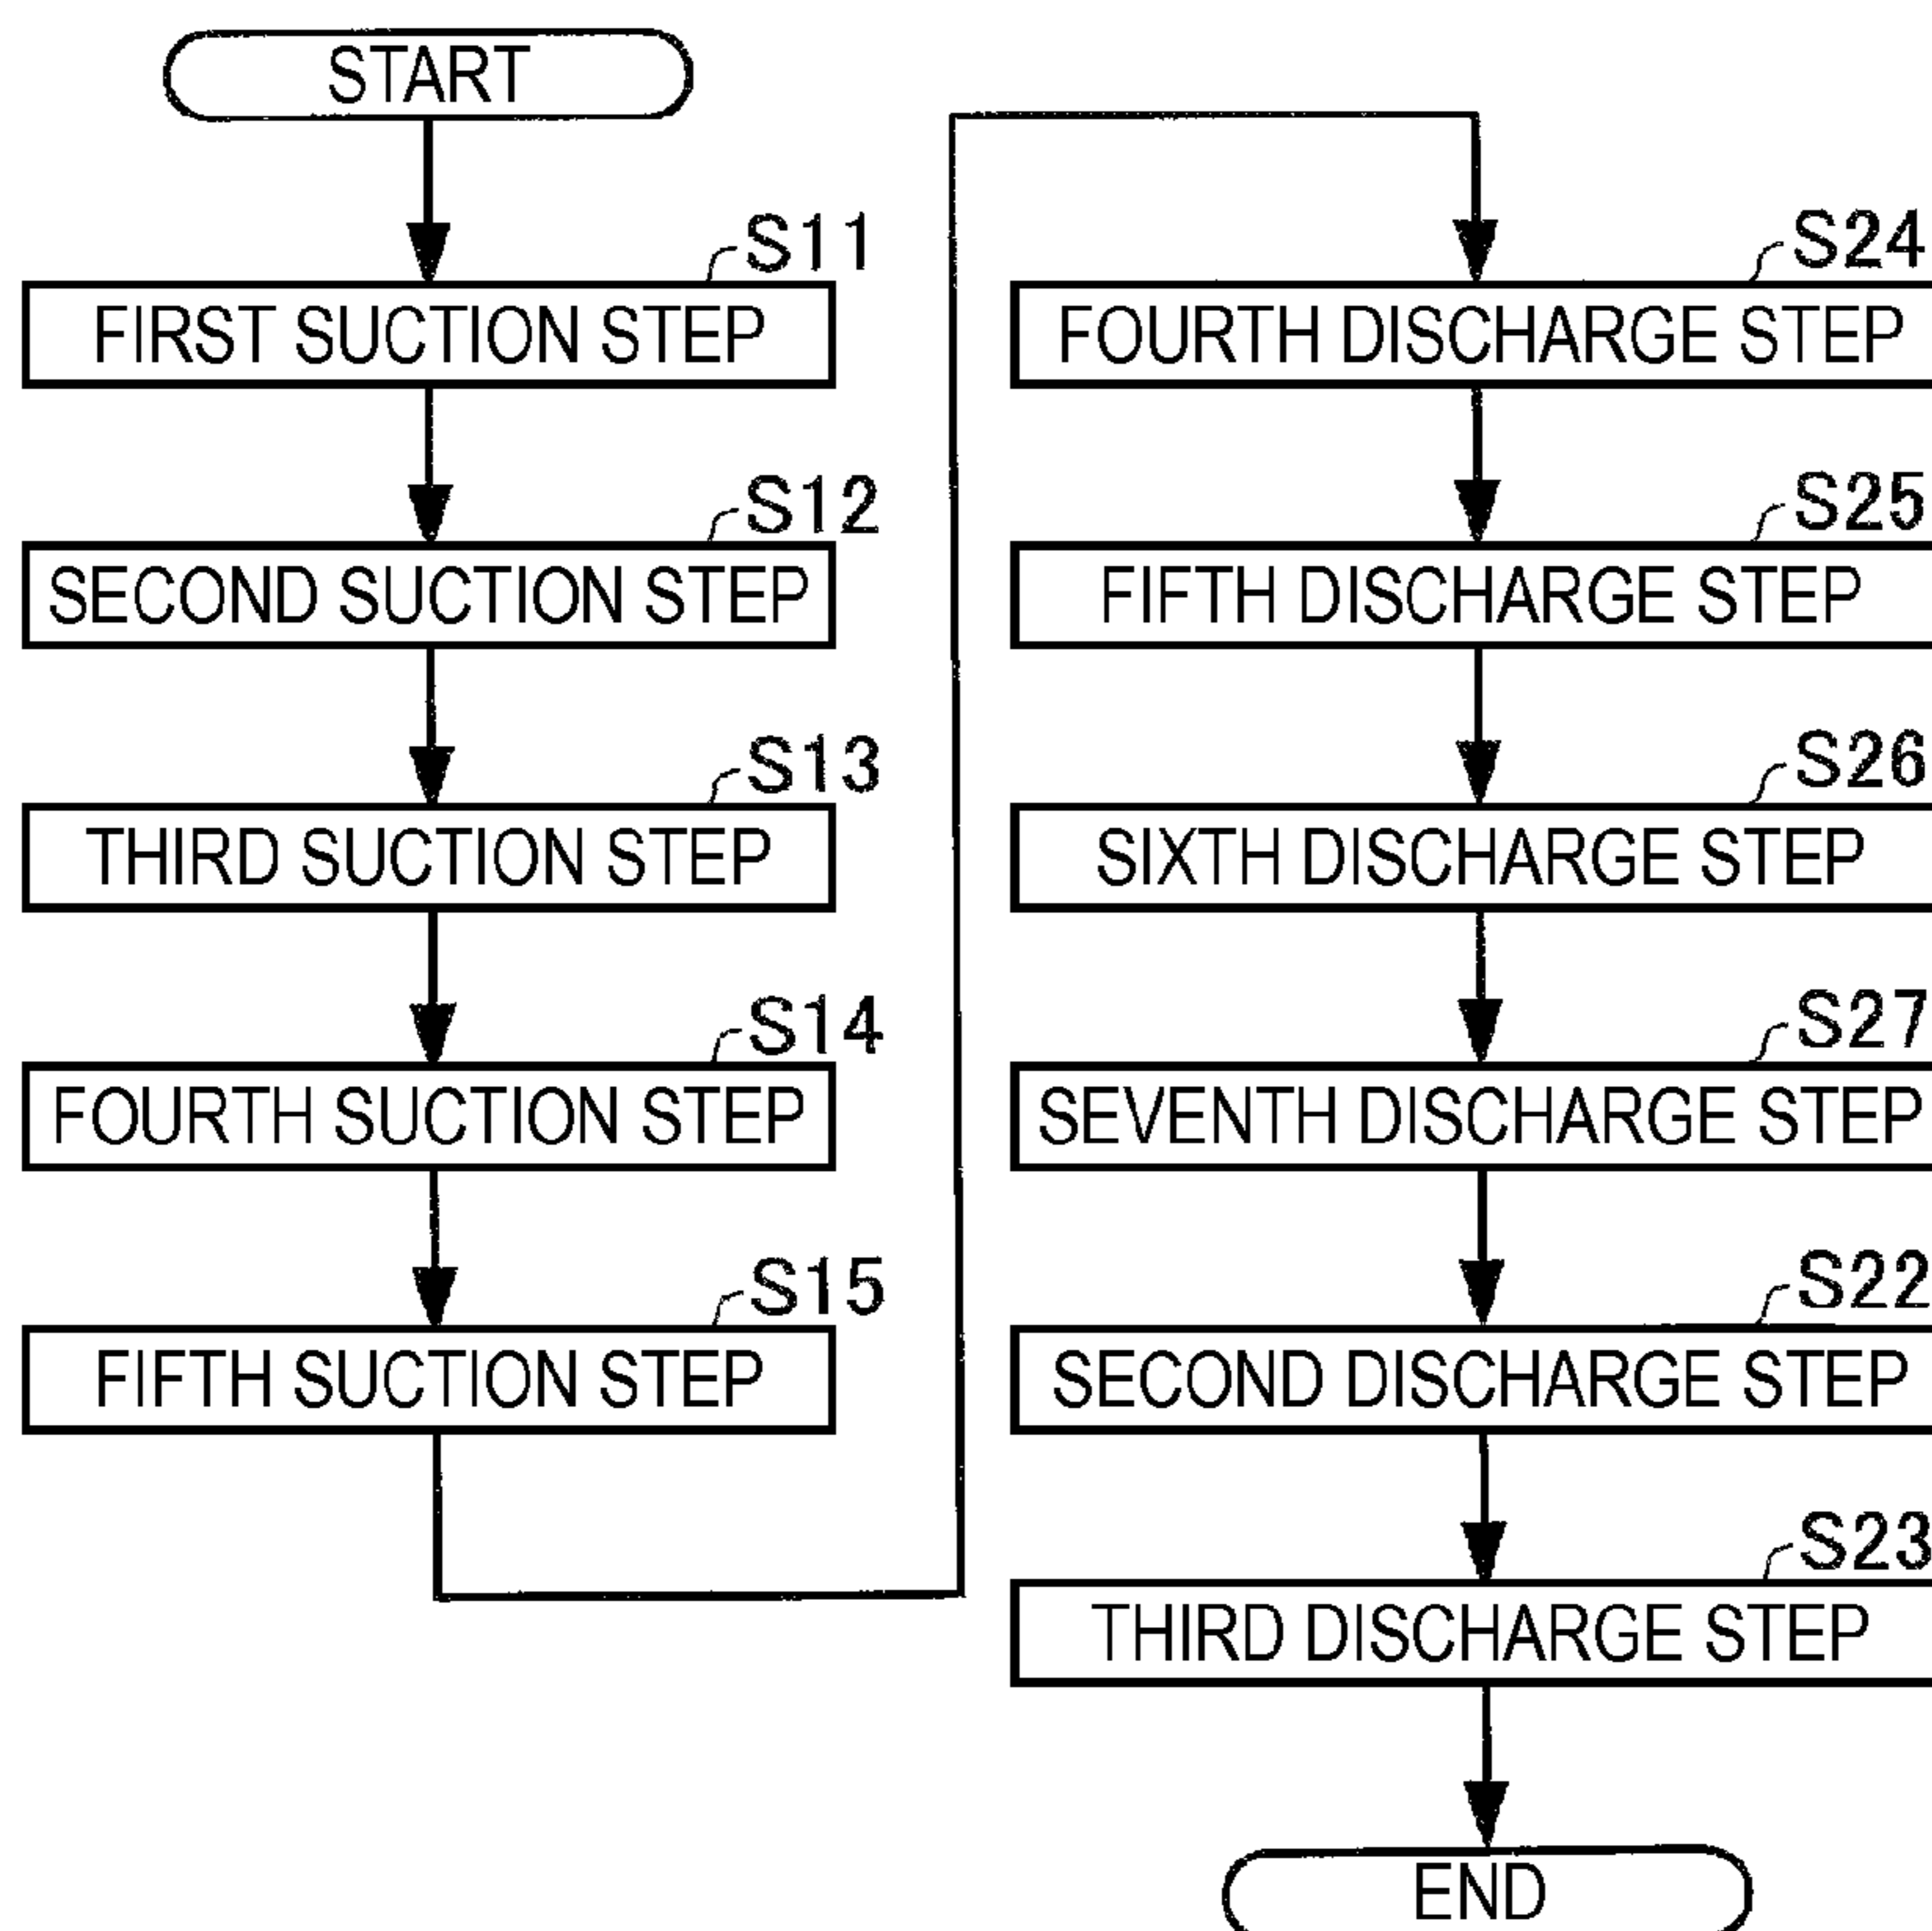 START
S11
FIRST SUCTION STEP
S12
SECOND SUCTION STEP
S13
THIRD SUCTION STEP
S14
FOURTH SUCTION STEP
S15
FIFTH SUCTION STEP
S24
FOURTH DISCHARGE STEP
S25
FIFTH DISCHARGE STEP
S26
SIXTH DISCHARGE STEP
S27
SEVENTH DISCHARGE STEP
S22
SECOND DISCHARGE STEP
S23
THIRD DISCHARGE STEP
END